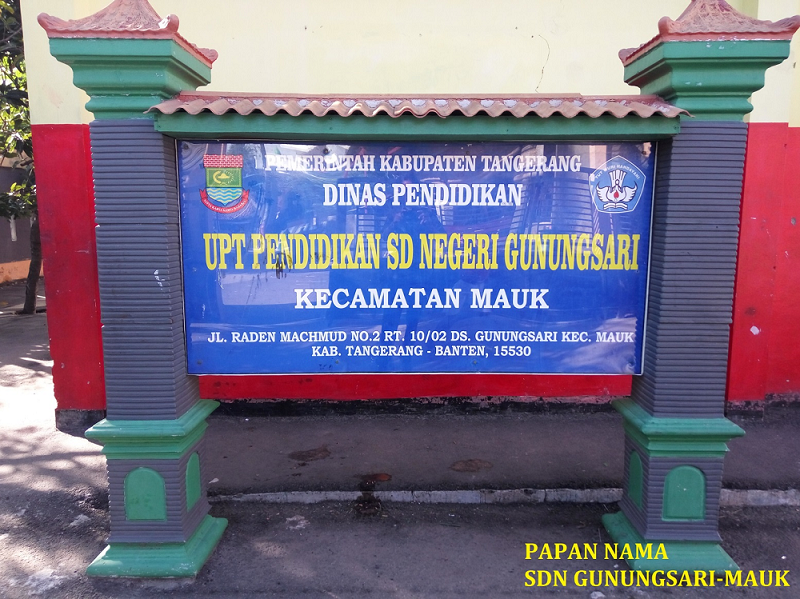 PEMERINTAH KABUPATEN TANGERANG
DINAS PENDIDIKAN
UPT PENDIDIKAN SD NEGERI GUNUNGSARI
KECAMATAN MAUK
JL. RADEN MACHMUD NO.2 RT. 10/02 DS. GUNUNGSARI KEC. MAUK
KAB. TANGERANG - BANTEN, 15530
PAPAN NAMA
SDN GUNUNGSARI-MAUK